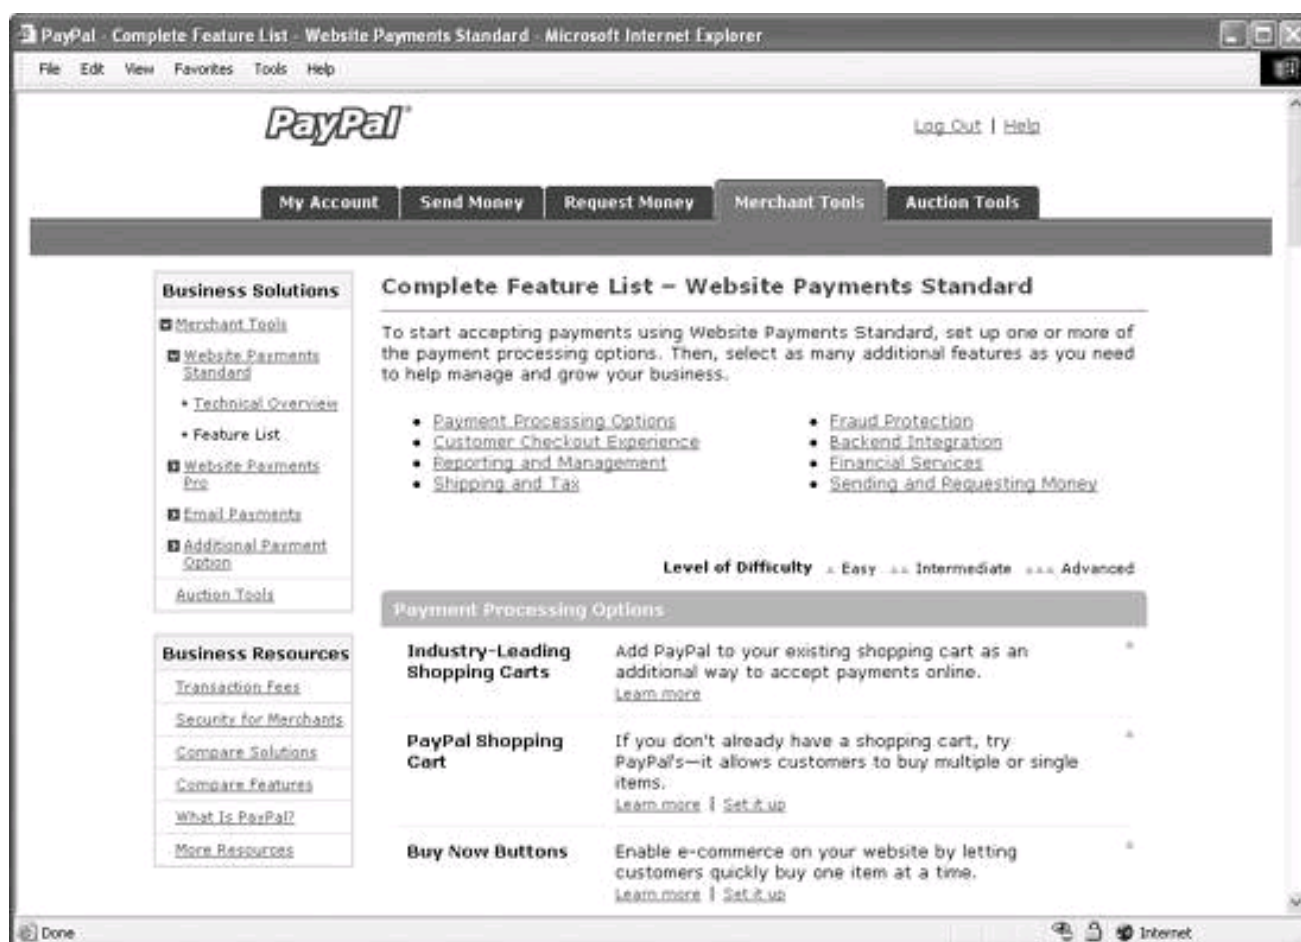 PayPal - Complete Feature List - Website Payments Standard - Microsoft Internet Explorer
File Edit View Favorites Tools Help
PayPal®
Log Out | Help
My Account Send Money Request Money Merchant Tools Auction Tools
Business Solutions
Merchant Tools
Website Payments
Standard
• Technical Overview
• Feature List
Website Payments
Pro
Email Payments
Additional Payment
Option
Auction Tools
Business Resources
Transaction Fees
Security for Merchants
Compare Solutions
Compare Features
What Is PayPal?
More Resources
Complete Feature List – Website Payments Standard
To start accepting payments using Website Payments Standard, set up one or more of
the payment processing options. Then, select as many additional features as you need
to help manage and grow your business.
• Payment Processing Options
• Customer Checkout Experience
• Reporting and Management
• Shipping and Tax
• Fraud Protection
• Backend Integration
• Financial Services
• Sending and Requesting Money
Level of Difficulty Easy Intermediate Advanced
Payment Processing Options
Industry-Leading
Shopping Carts
Add PayPal to your existing shopping cart as an
additional way to accept payments online.
Learn more
PayPal Shopping
Cart
If you don't already have a shopping cart, try
PayPal's—it allows customers to buy multiple or single
items.
Learn more | Set it up
Buy Now Buttons
Enable e-commerce on your website by letting
customers quickly buy one item at a time.
Learn more | Set it up
Done
Internet